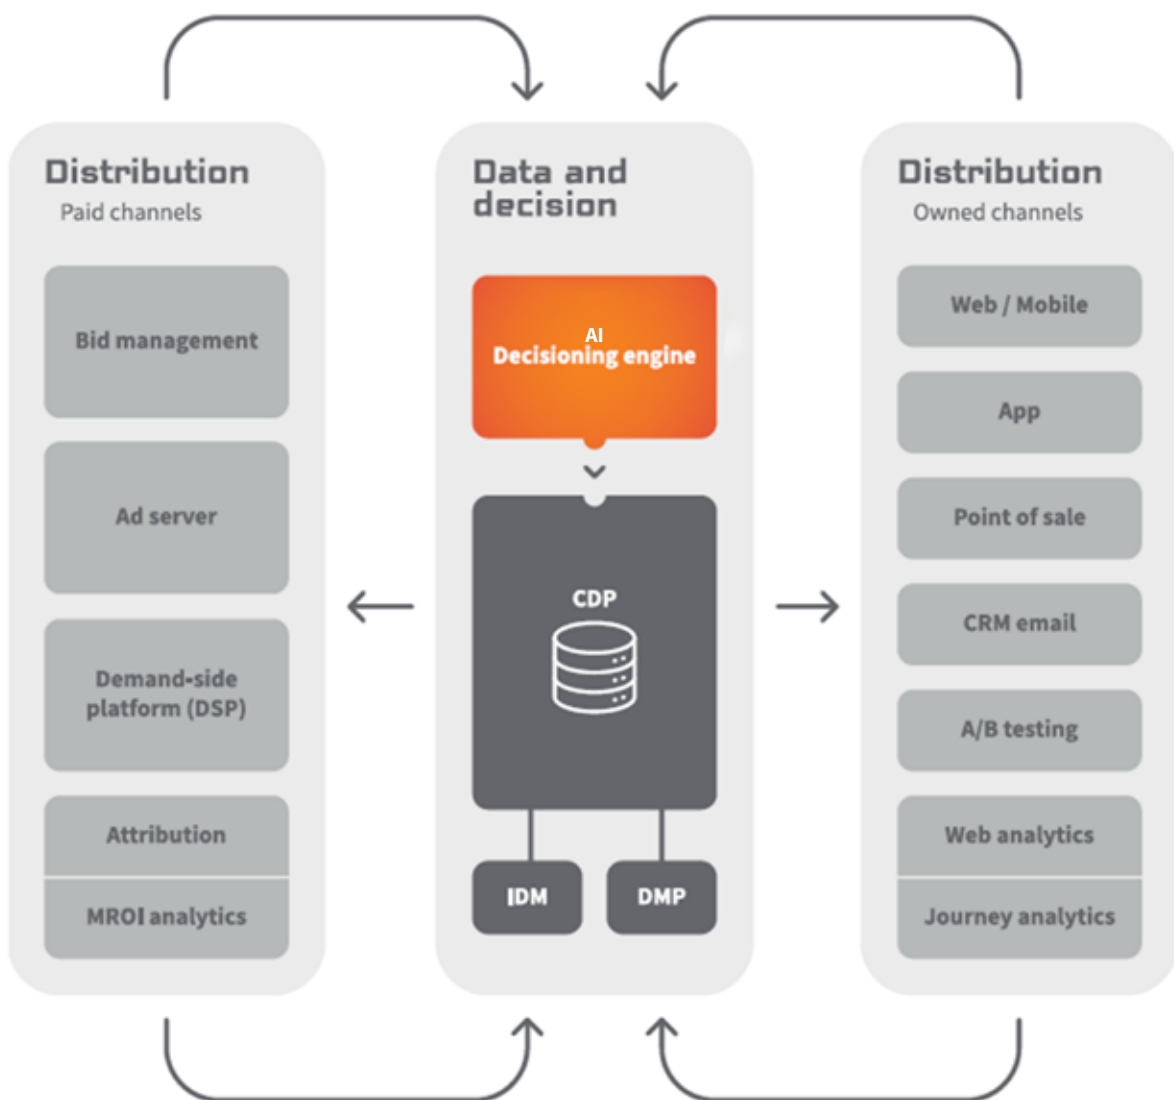 Distribution
Paid channels
Bid management
Ad server
Demand-side
platform (DSP)
Attribution
MROI analytics
Data and
decision
AI
Decisioning engine
CDP
IDM
DMP
Distribution
Owned channels
Web / Mobile
App
Point of sale
CRM email
A/B testing
Web analytics
Journey analytics